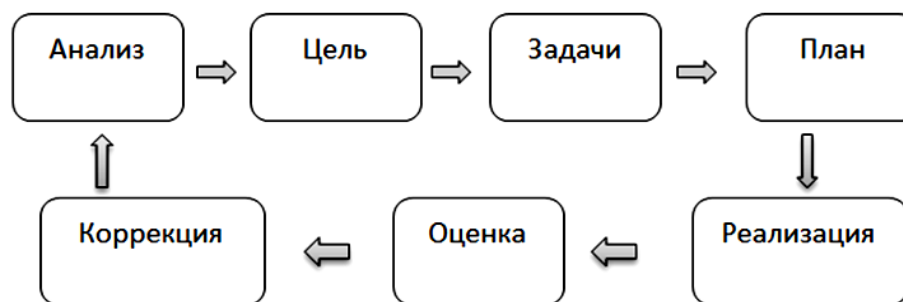 Анализ
Цель
Задачи
План
Реализация
Оценка
Коррекция